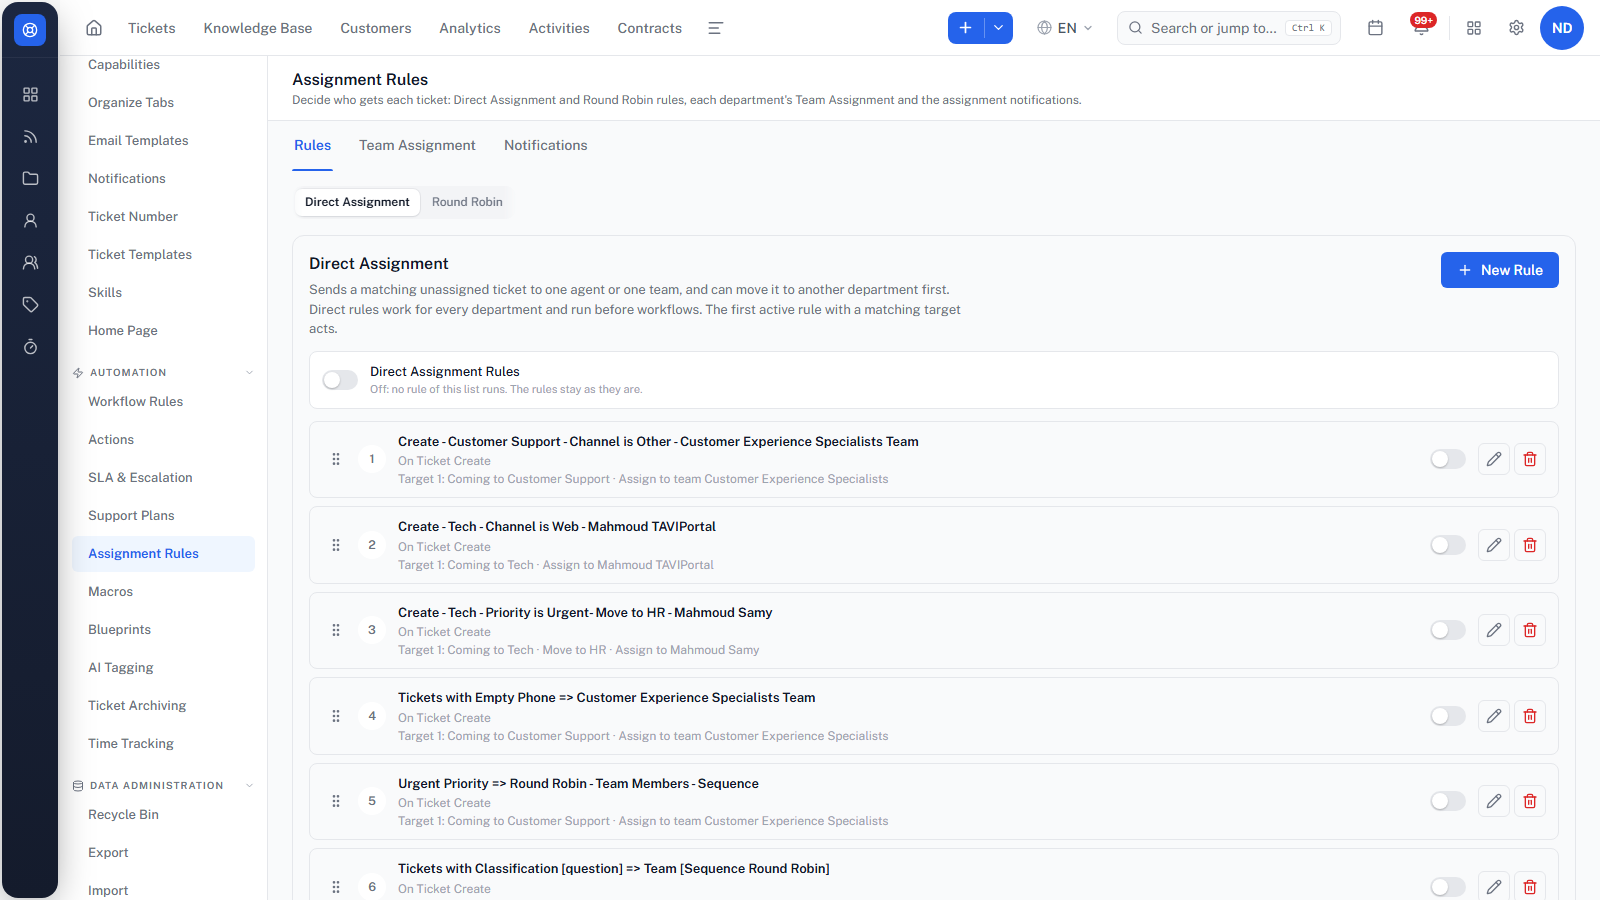 Tickets
Knowledge Base
Customers
Analytics
Activities
Contracts
EN
Search or jump to...
Ctrl K
99+
ND
Capabilities
Organize Tabs
Email Templates
Notifications
Ticket Number
Ticket Templates
Skills
Home Page
AUTOMATION
Workflow Rules
Actions
SLA & Escalation
Support Plans
Assignment Rules
Macros
Blueprints
AI Tagging
Ticket Archiving
Time Tracking
DATA ADMINISTRATION
Recycle Bin
Export
Import
Assignment Rules
Decide who gets each ticket: Direct Assignment and Round Robin rules, each department's Team Assignment and the assignment notifications.
Rules
Team Assignment
Notifications
Direct Assignment
Round Robin
Direct Assignment
Sends a matching unassigned ticket to one agent or one team, and can move it to another department first.
Direct rules work for every department and run before workflows. The first active rule with a matching target
acts.
New Rule
Direct Assignment Rules
Off: no rule of this list runs. The rules stay as they are.
1
Create - Customer Support - Channel is Other - Customer Experience Specialists Team
On Ticket Create
Target 1: Coming to Customer Support · Assign to team Customer Experience Specialists
2
Create - Tech - Channel is Web - Mahmoud TAVIPortal
On Ticket Create
Target 1: Coming to Tech · Assign to Mahmoud TAVIPortal
3
Create - Tech - Priority is Urgent- Move to HR - Mahmoud Samy
On Ticket Create
Target 1: Coming to Tech · Move to HR · Assign to Mahmoud Samy
4
Tickets with Empty Phone => Customer Experience Specialists Team
On Ticket Create
Target 1: Coming to Customer Support · Assign to team Customer Experience Specialists
5
Urgent Priority => Round Robin - Team Members - Sequence
On Ticket Create
Target 1: Coming to Customer Support · Assign to team Customer Experience Specialists
6
Tickets with Classification [question] => Team [Sequence Round Robin]
On Ticket Create